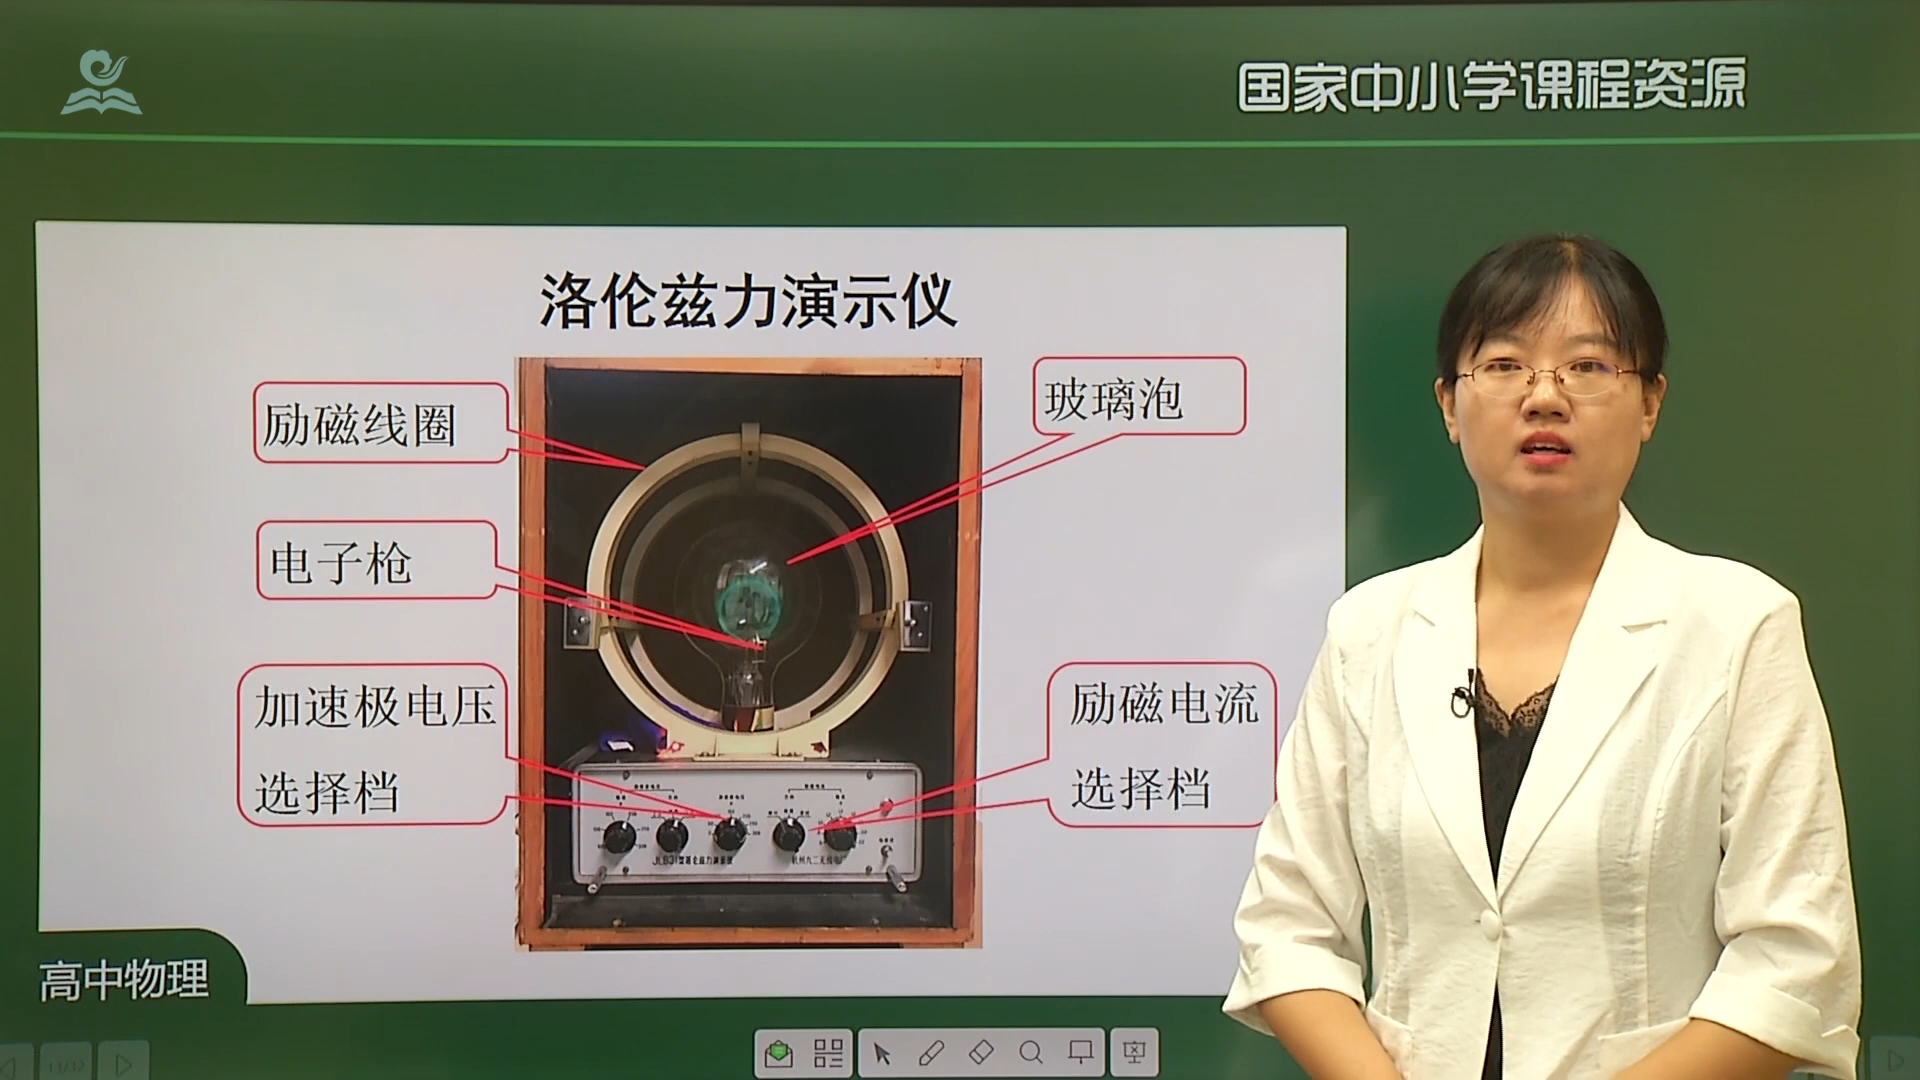 国家中小学课程资源
洛伦兹力演示仪
励磁线圈
玻璃泡
电子枪
加速极电压
选择档
励磁电流
选择档
高中物理
11/32